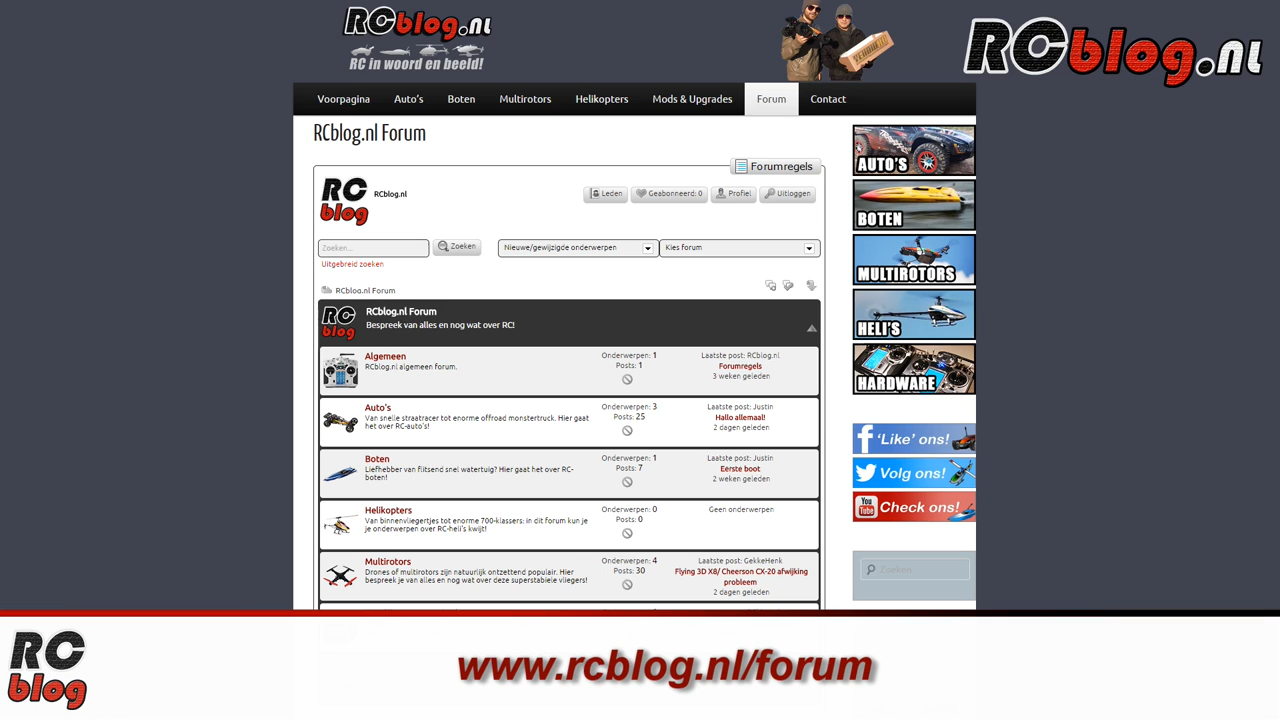 RCblog.nl
RC in woord en beeld!
RCblog.nl
Voorpagina Auto's Boten Multirotors Helikopters Mods & Upgrades Forum Contact
RCblog.nl Forum
Forumregels
RC blog
RCblog.nl
Leden Geabonneerd: 0 Profiel Uitloggen
Zoeken... Zoeken Nieuwe/gewijzigde onderwerpen Kies forum
Uitgebreid zoeken
RCblog.nl Forum
RC blog
RCblog.nl Forum
Bespreek van alles en nog wat over RC!
Algemeen
RCblog.nl algemeen forum.
Onderwerpen: 1
Posts: 1
Laatste post: RCblog.nl
Forumregels
3 weken geleden
Auto's
Van snelle straatracer tot enorme offroad monstertruck. Hier gaat
het over RC-auto's!
Onderwerpen: 3
Posts: 25
Laatste post: Justin
Hallo allemaal!
2 dagen geleden
Boten
Liefhebber van flitsend snel watertuig? Hier gaat het over RC-
boten!
Onderwerpen: 1
Posts: 7
Laatste post: Justin
Eerste boot
2 weken geleden
Helikopters
Van binnenvliegertjes tot enorme 700-klassers: in dit forum kun je
je onderwerpen over RC-heli's kwijt!
Onderwerpen: 0
Posts: 0
Geen onderwerpen
Multirotors
Drones of multirotors zijn natuurlijk ontzettend populair. Hier
bespreek je van alles en nog wat over deze superstabiele vliegers!
Onderwerpen: 4
Posts: 30
Laatste post: GekkeHenk
Flying 3D X8/ Cheerson CX-20 afwijking
probleem
2 dagen geleden
AUTO'S
BOTEN
MULTIROTORS
HELI'S
HARDWARE
'Like' ons!
Volg ons!
You Tube Check ons!
Zoeken
RC blog
www.rcblog.nl/forum